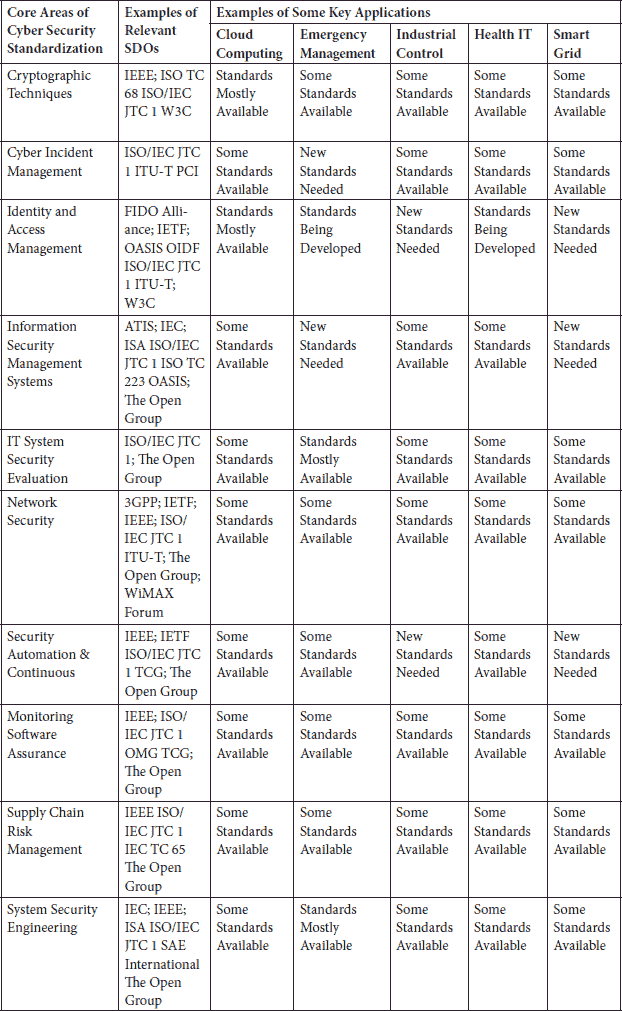 Core Areas of
Cyber Security
Standardization
Examples of
Relevant
SDOs
Examples of Some Key Applications
Cloud
Computing
Emergency
Management
Industrial
Control
Health IT
Smart
Grid
Cryptographic
Techniques
IEEE; ISO TC
68 ISO/IEC
JTC 1 W3C
Standards
Mostly
Available
Some
Standards
Available
Some
Standards
Available
Some
Standards
Available
Some
Standards
Available
Cyber Incident
Management
ISO/IEC JTC
1 ITU-T PCI
Some
Standards
Available
New
Standards
Needed
Some
Standards
Available
Some
Standards
Available
Some
Standards
Available
Identity and
Access
Management
FIDO Alli-
ance; IETF;
OASIS OIDF
ISO/IEC JTC
1 ITU-T;
W3C
Standards
Mostly
Available
Standards
Being
Developed
New
Standards
Needed
Standards
Being
Developed
New
Standards
Needed
Information
Security
Management
Systems
ATIS; IEC;
ISA ISO/IEC
JTC 1 ISO TC
223 OASIS;
The Open
Group
Some
Standards
Available
New
Standards
Needed
Some
Standards
Available
Some
Standards
Available
New
Standards
Needed
IT System
Security
Evaluation
ISO/IEC JTC
1; The Open
Group
Some
Standards
Available
Standards
Mostly
Available
Some
Standards
Available
Some
Standards
Available
Some
Standards
Available
Network
Security
3GPP; IETF;
IEEE; ISO/
IEC JTC 1
ITU-T; The
Open Group;
WiMAX
Forum
Some
Standards
Available
Some
Standards
Available
Some
Standards
Available
Some
Standards
Available
Some
Standards
Available
Security
Automation &
Continuous
IEEE; IETF
ISO/IEC JTC
1 TCG; The
Open Group
Some
Standards
Available
Some
Standards
Available
New
Standards
Needed
Some
Standards
Available
New
Standards
Needed
Monitoring
Software
Assurance
IEEE; ISO/
IEC JTC 1
OMG TCG;
The Open
Group
Some
Standards
Available
Some
Standards
Available
Some
Standards
Available
Some
Standards
Available
Some
Standards
Available
Supply Chain
Risk
Management
IEEE ISO/
IEC JTC 1
IEC TC 65
The Open
Group
Some
Standards
Available
Some
Standards
Available
Some
Standards
Available
Some
Standards
Available
Some
Standards
Available
System Security
Engineering
IEC; IEEE;
ISA ISO/IEC
JTC 1 SAE
International
The Open
Group
Some
Standards
Available
Standards
Mostly
Available
Some
Standards
Available
Some
Standards
Available
Some
Standards
Available